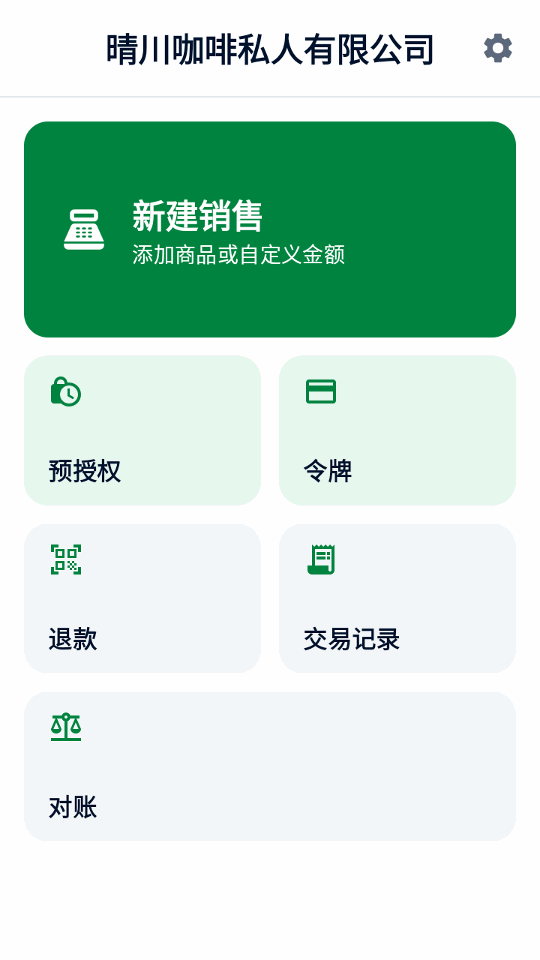 晴川咖啡私人有限公司
新建销售
添加商品或自定义金额
预授权
令牌
退款
交易记录
对账